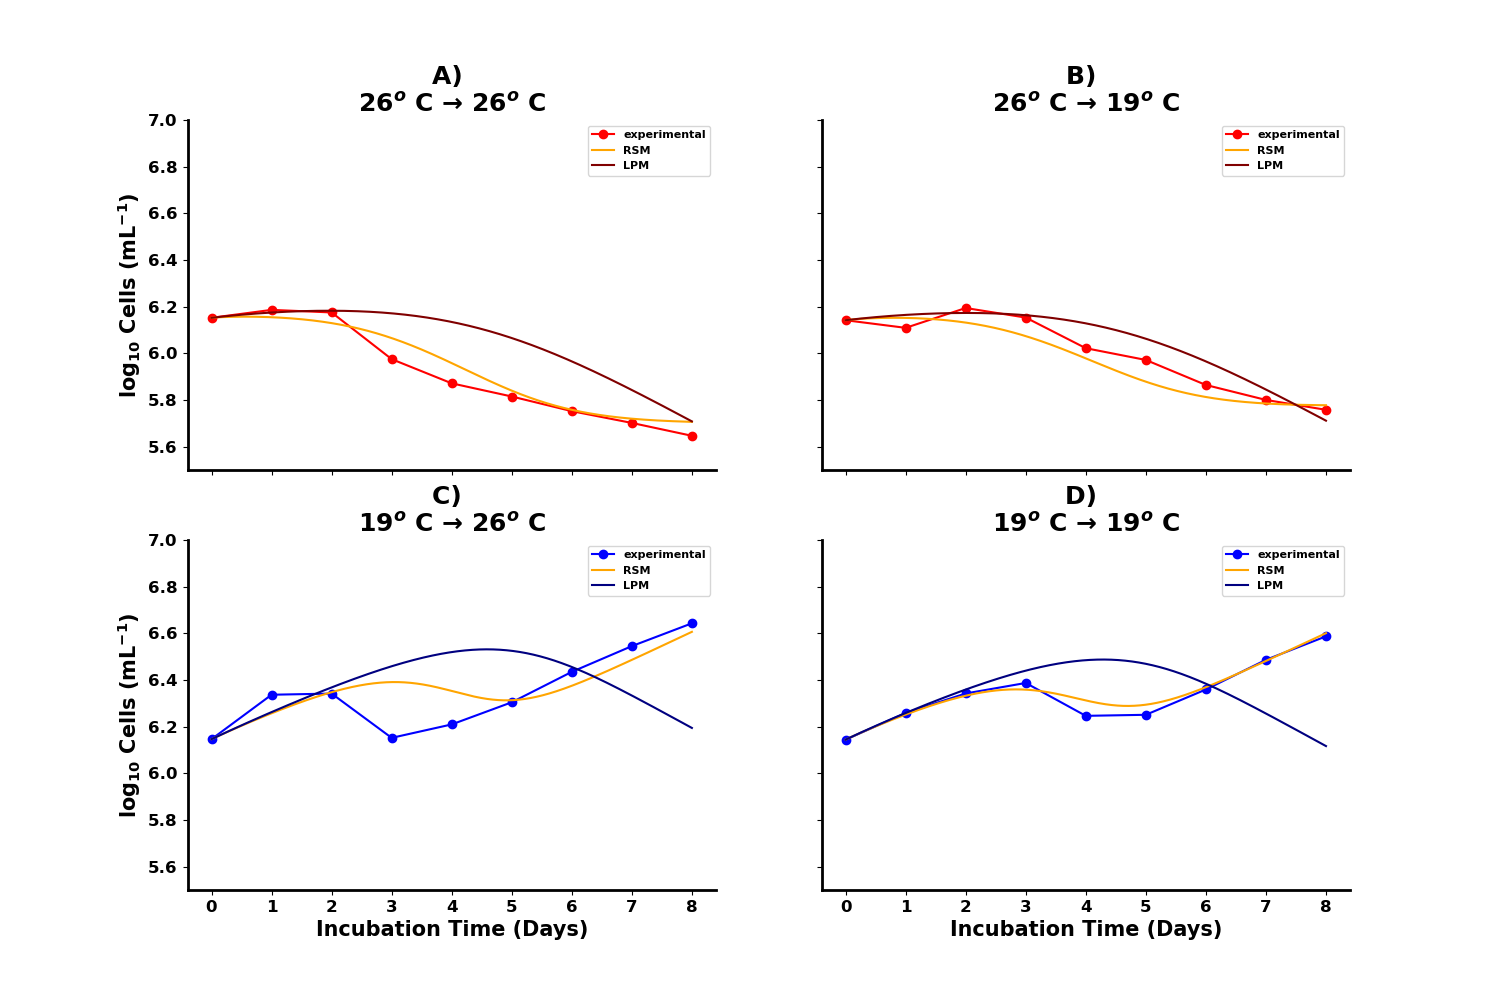 A)
26° C → 26° C
7.0
6.8
6.6
6.4
6.2
6.0
5.8
5.6
log₁₀ Cells (mL⁻¹)
experimental
RSM
LPM
B)
26° C → 19° C
experimental
RSM
LPM
C)
19° C → 26° C
7.0
6.8
6.6
6.4
6.2
6.0
5.8
5.6
log₁₀ Cells (mL⁻¹)
experimental
RSM
LPM
0 1 2 3 4 5 6 7 8
Incubation Time (Days)
D)
19° C → 19° C
experimental
RSM
LPM
0 1 2 3 4 5 6 7 8
Incubation Time (Days)